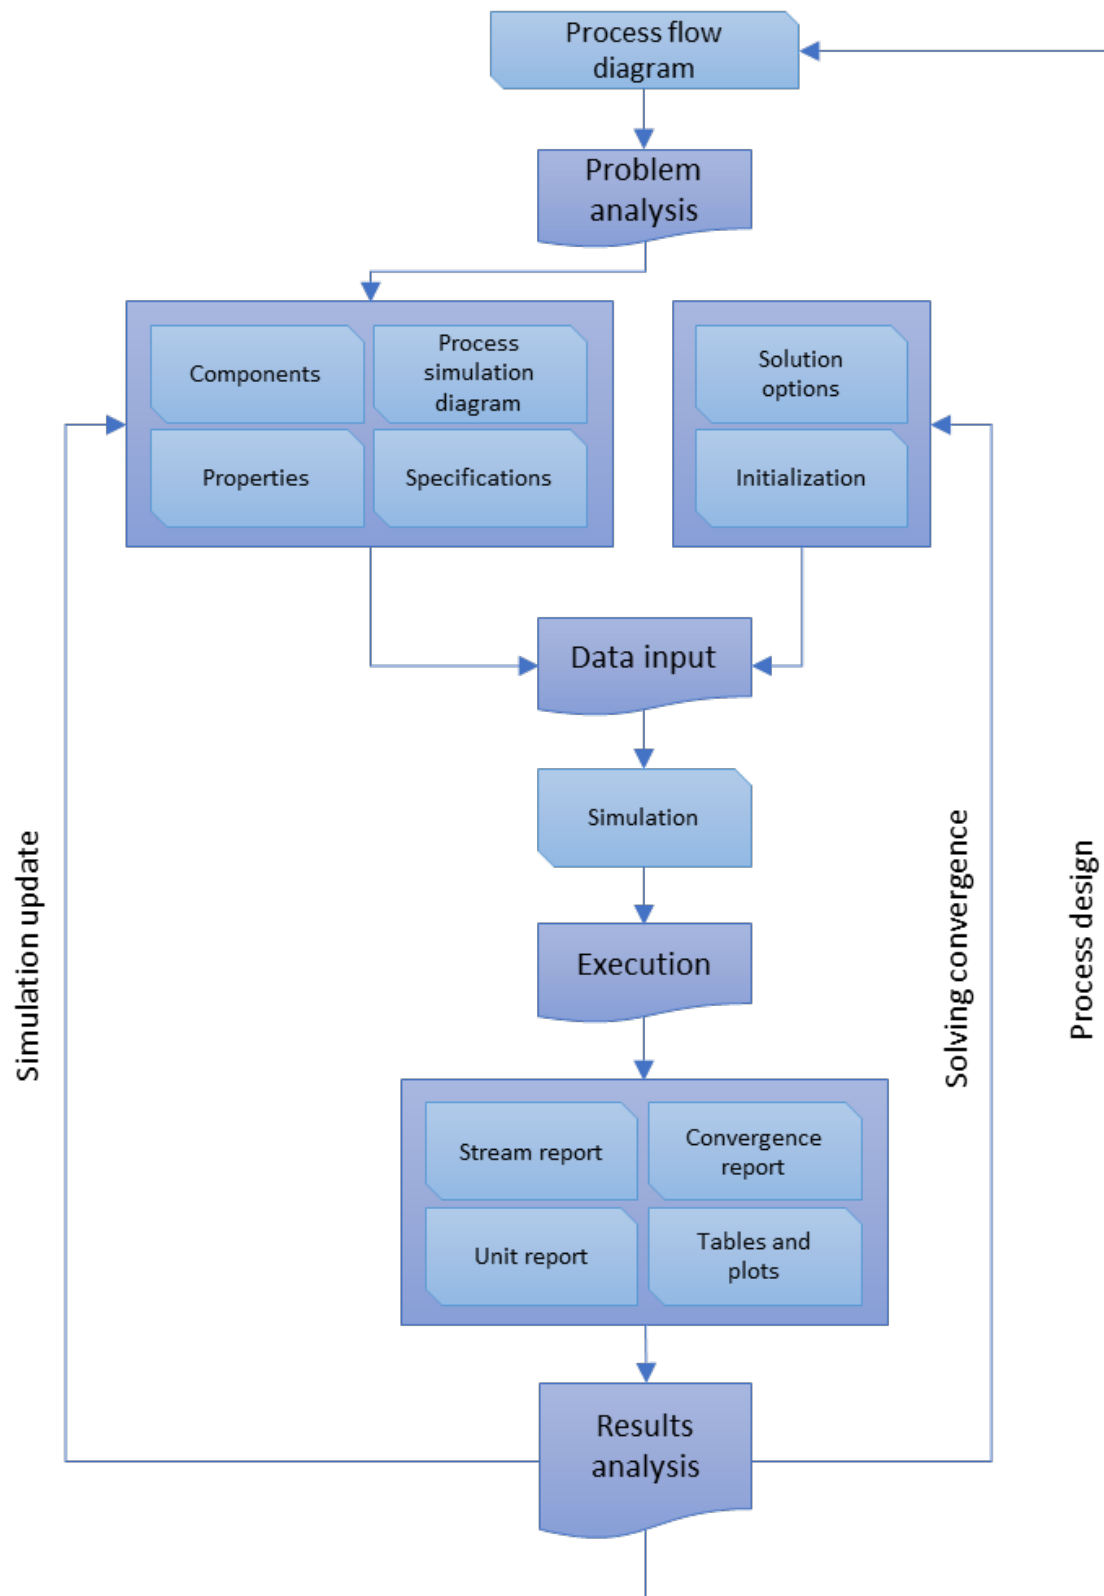 Process flow
diagram
Problem
analysis
Components
Process
simulation
diagram
Properties
Specifications
Solution
options
Initialization
Data input
Simulation
Execution
Stream report
Convergence
report
Unit report
Tables and
plots
Results
analysis
Simulation update
Solving convergence
Process design